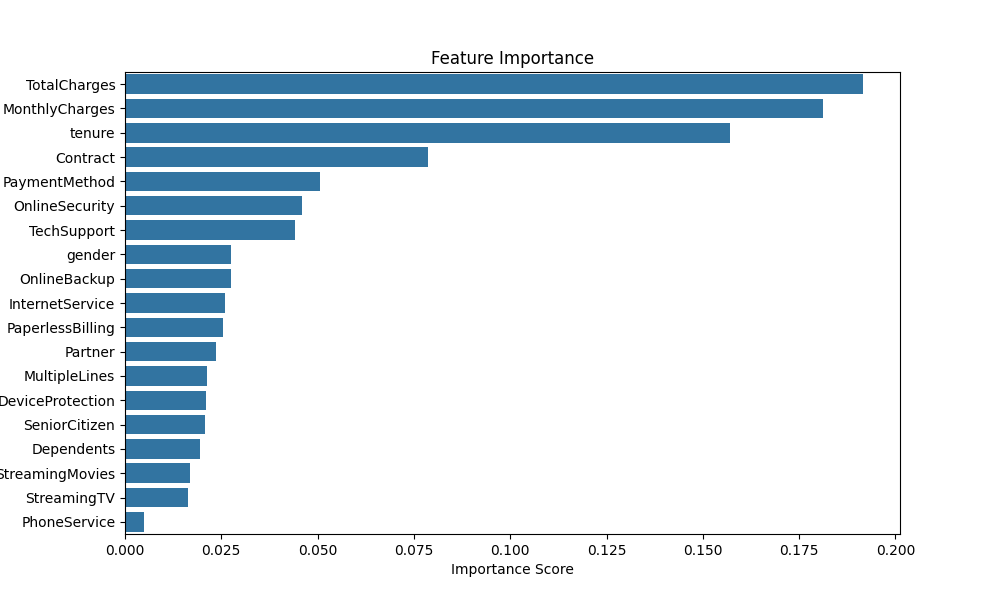 Feature Importance
TotalCharges
MonthlyCharges
tenure
Contract
PaymentMethod
OnlineSecurity
TechSupport
gender
OnlineBackup
InternetService
PaperlessBilling
Partner
MultipleLines
DeviceProtection
SeniorCitizen
Dependents
StreamingMovies
StreamingTV
PhoneService
0.000 0.025 0.050 0.075 0.100 0.125 0.150 0.175 0.200
Importance Score